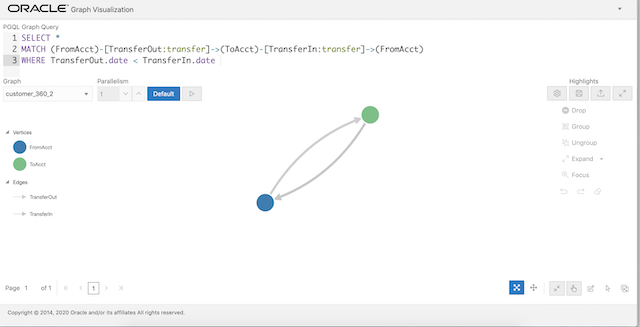 ORACLE Graph Visualization
PGQL Graph Query
1 SELECT *
2 MATCH (FromAcct)-[TransferOut:transfer]->(ToAcct)-[TransferIn:transfer]->(FromAcct)
3 WHERE TransferOut.date < TransferIn.date
Graph Parallelism Highlights
customer_360_2 1 Default
Drop
Group
Ungroup
Expand
Focus
Vertices
FromAcct
ToAcct
Edges
TransferOut
TransferIn
Page 1 of 1 1
Copyright © 2014, 2020 Oracle and/or its affiliates All rights reserved.